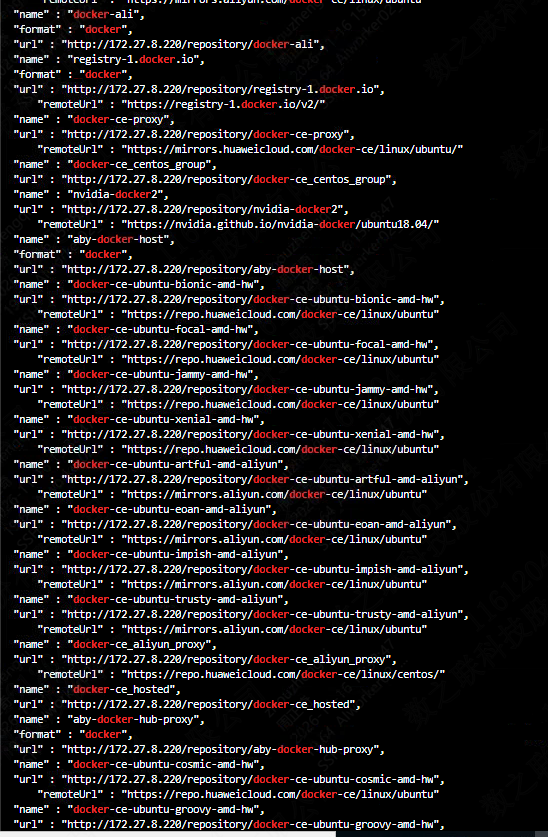 remoteUrl" : "https://mirrors.aliyun.com/docker-ce/linux/ubuntu"
"name" : "docker-ali",
"format" : "docker",
"url" : "http://172.27.8.220/repository/docker-ali",
"name" : "registry-1.docker.io",
"format" : "docker",
"url" : "http://172.27.8.220/repository/registry-1.docker.io",
"remoteUrl" : "https://registry-1.docker.io/v2/"
"name" : "docker-ce-proxy",
"url" : "http://172.27.8.220/repository/docker-ce-proxy",
"remoteUrl" : "https://mirrors.huaweicloud.com/docker-ce/linux/ubuntu/"
"name" : "docker-ce_centos_group",
"url" : "http://172.27.8.220/repository/docker-ce_centos_group",
"name" : "nvidia-docker2",
"url" : "http://172.27.8.220/repository/nvidia-docker2",
"remoteUrl" : "https://nvidia.github.io/nvidia-docker/ubuntu18.04/"
"name" : "aby-docker-host",
"format" : "docker",
"url" : "http://172.27.8.220/repository/aby-docker-host",
"name" : "docker-ce-ubuntu-bionic-amd-hw",
"url" : "http://172.27.8.220/repository/docker-ce-ubuntu-bionic-amd-hw",
"remoteUrl" : "https://repo.huaweicloud.com/docker-ce/linux/ubuntu"
"name" : "docker-ce-ubuntu-focal-amd-hw",
"url" : "http://172.27.8.220/repository/docker-ce-ubuntu-focal-amd-hw",
"remoteUrl" : "https://repo.huaweicloud.com/docker-ce/linux/ubuntu"
"name" : "docker-ce-ubuntu-jammy-amd-hw",
"url" : "http://172.27.8.220/repository/docker-ce-ubuntu-jammy-amd-hw",
"remoteUrl" : "https://repo.huaweicloud.com/docker-ce/linux/ubuntu"
"name" : "docker-ce-ubuntu-xenial-amd-hw",
"url" : "http://172.27.8.220/repository/docker-ce-ubuntu-xenial-amd-hw",
"remoteUrl" : "https://repo.huaweicloud.com/docker-ce/linux/ubuntu"
"name" : "docker-ce-ubuntu-artful-amd-aliyun",
"url" : "http://172.27.8.220/repository/docker-ce-ubuntu-artful-amd-aliyun",
"remoteUrl" : "https://mirrors.aliyun.com/docker-ce/linux/ubuntu"
"name" : "docker-ce-ubuntu-eoan-amd-aliyun",
"url" : "http://172.27.8.220/repository/docker-ce-ubuntu-eoan-amd-aliyun",
"remoteUrl" : "https://mirrors.aliyun.com/docker-ce/linux/ubuntu"
"name" : "docker-ce-ubuntu-impish-amd-aliyun",
"url" : "http://172.27.8.220/repository/docker-ce-ubuntu-impish-amd-aliyun",
"remoteUrl" : "https://mirrors.aliyun.com/docker-ce/linux/ubuntu"
"name" : "docker-ce-ubuntu-trusty-amd-aliyun",
"url" : "http://172.27.8.220/repository/docker-ce-ubuntu-trusty-amd-aliyun",
"remoteUrl" : "https://mirrors.aliyun.com/docker-ce/linux/ubuntu"
"name" : "docker-ce_aliyun_proxy",
"url" : "http://172.27.8.220/repository/docker-ce_aliyun_proxy",
"remoteUrl" : "https://repo.huaweicloud.com/docker-ce/linux/centos/"
"name" : "docker-ce_hosted",
"url" : "http://172.27.8.220/repository/docker-ce_hosted",
"name" : "aby-docker-hub-proxy",
"format" : "docker",
"url" : "http://172.27.8.220/repository/aby-docker-hub-proxy",
"name" : "docker-ce-ubuntu-cosmic-amd-hw",
"url" : "http://172.27.8.220/repository/docker-ce-ubuntu-cosmic-amd-hw",
"remoteUrl" : "https://repo.huaweicloud.com/docker-ce/linux/ubuntu"
"name" : "docker-ce-ubuntu-groovy-amd-hw",
"url" : "http://172.27.8.220/repository/docker-ce-ubuntu-groovy-amd-hw",